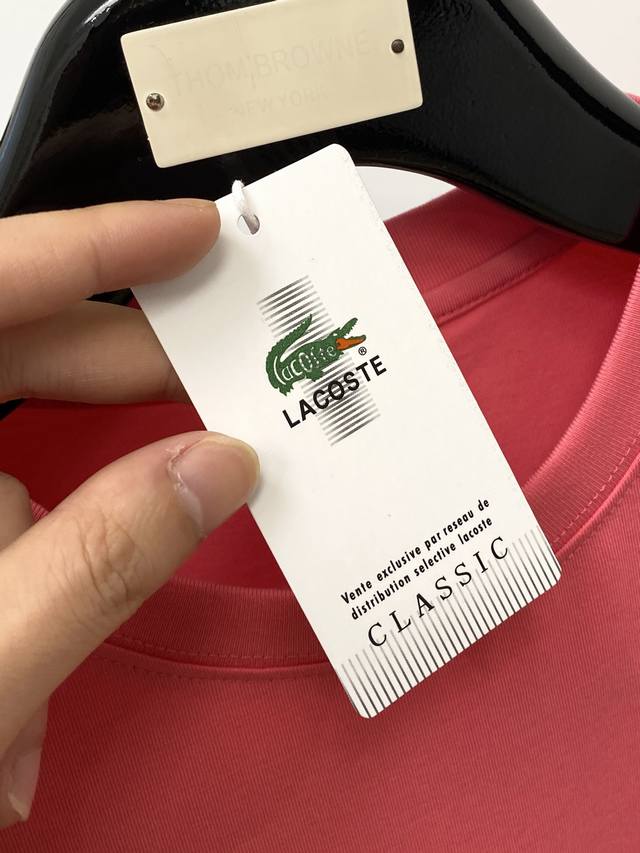 THOM BROWNE
NEW YORK
Lacoste
®
LACOSTE
Vente exclusive par reseau de
distribution selective lacoste
CLASSIC